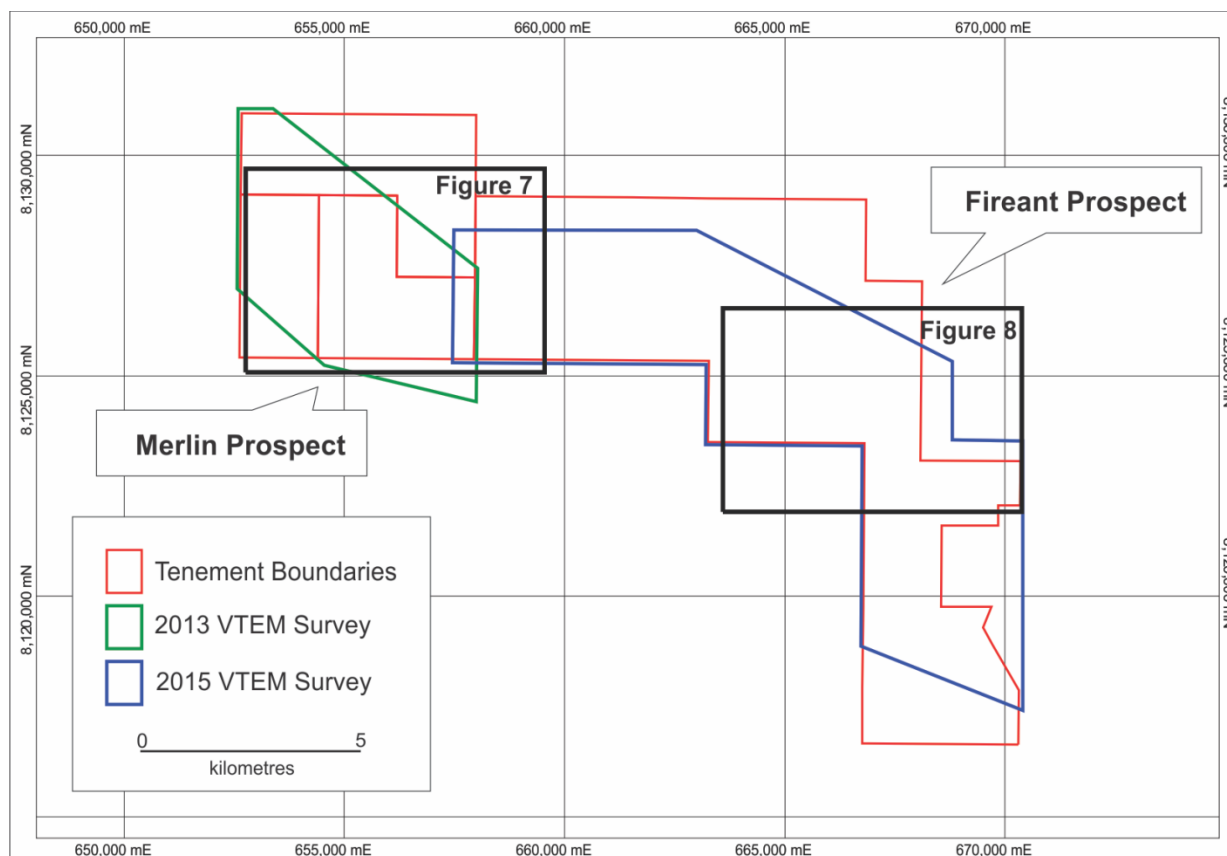 650,000 mE 655,000 mE 660,000 mE 665,000 mE 670,000 mE
8,130,000 mN
Figure 7
Fireant Prospect
Figure 8
8,125,000 mN
Merlin Prospect
Tenement Boundaries
2013 VTEM Survey
2015 VTEM Survey
8,120,000 mN
0 5
kilometres
650,000 mE 655,000 mE 660,000 mE 665,000 mE 670,000 mE